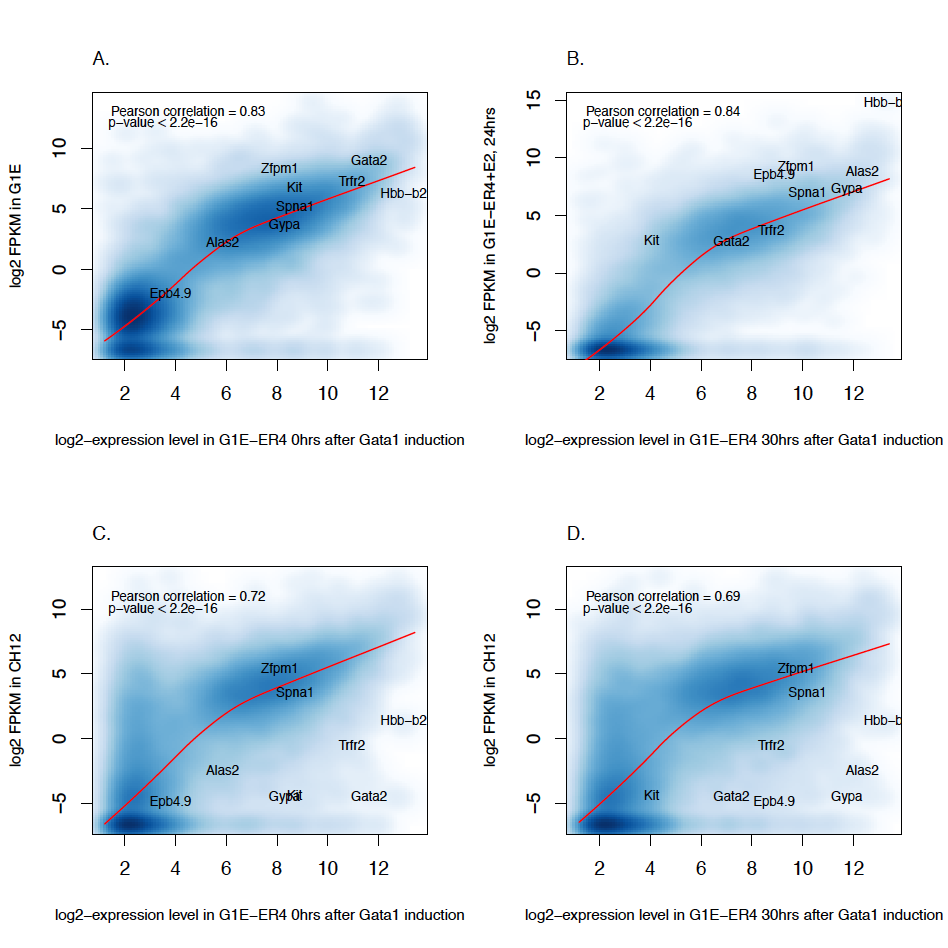 A.
Pearson correlation = 0.83
p−value < 2.2e−16
Zfpm1
Gata2
Kit
Trfr2
Hbb−b2
Spna1
Gypa
Alas2
Epb4.9
log2 FPKM in G1E
10
5
0
−5
2 4 6 8 10 12
log2−expression level in G1E−ER4 0hrs after Gata1 induction
B.
Pearson correlation = 0.84
p−value < 2.2e−16
Hbb−b
Zfpm1
Epb4.9
Alas2
Spna1
Gypa
Kit
Gata2
Trfr2
log2 FPKM in G1E−ER4+E2, 24hrs
15
10
5
0
−5
2 4 6 8 10 12
log2−expression level in G1E−ER4 30hrs after Gata1 induction
C.
Pearson correlation = 0.72
p−value < 2.2e−16
Zfpm1
Spna1
Hbb−b2
Trfr2
Alas2
Epb4.9
Gypa
Kit
Gata2
log2 FPKM in CH12
10
5
0
−5
2 4 6 8 10 12
log2−expression level in G1E−ER4 0hrs after Gata1 induction
D.
Pearson correlation = 0.69
p−value < 2.2e−16
Zfpm1
Spna1
Hbb−b
Trfr2
Alas2
Kit
Gata2
Epb4.9
Gypa
log2 FPKM in CH12
10
5
0
−5
2 4 6 8 10 12
log2−expression level in G1E−ER4 30hrs after Gata1 induction